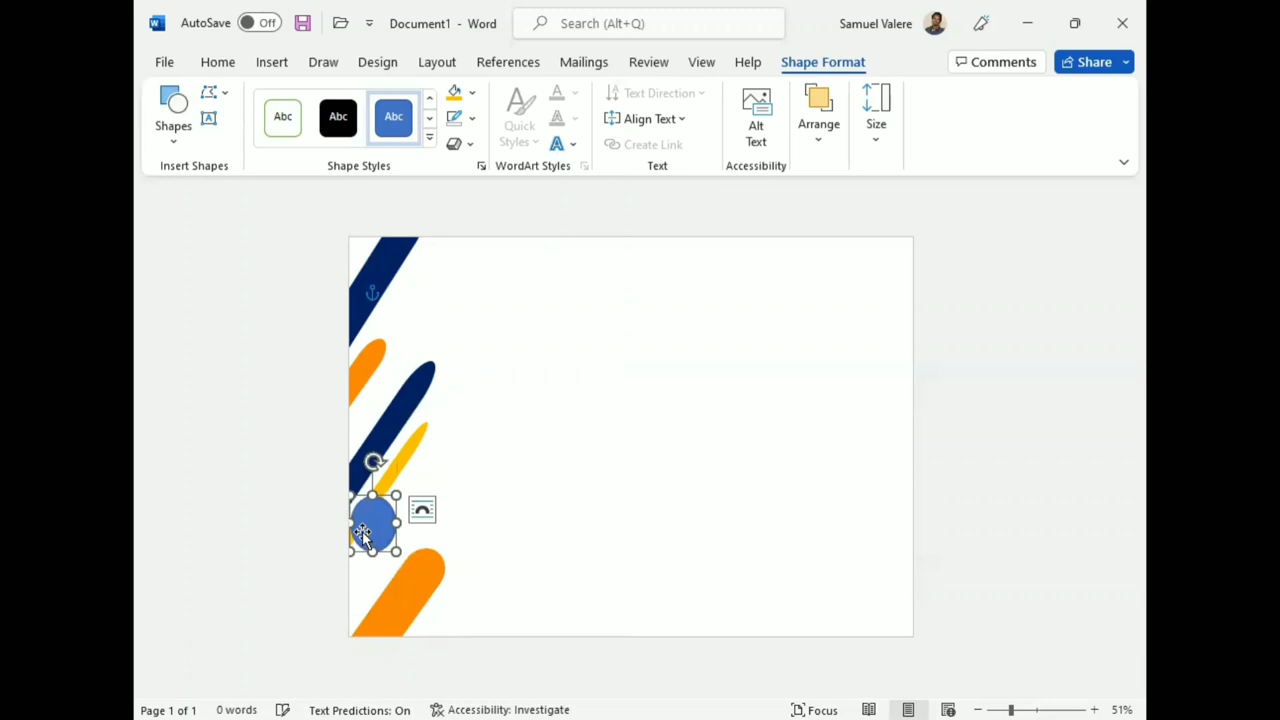 AutoSave Off Document1 - Word Search (Alt+Q) Samuel Valere
File Home Insert Draw Design Layout References Mailings Review View Help Shape Format Comments Share
Shapes
Insert Shapes
Abc Abc Abc
Shape Styles
Quick Styles
WordArt Styles
Text Direction
Align Text
Create Link
Text
Alt Text
Accessibility
Arrange
Size
Page 1 of 1 0 words Text Predictions: On Accessibility: Investigate Focus 51%